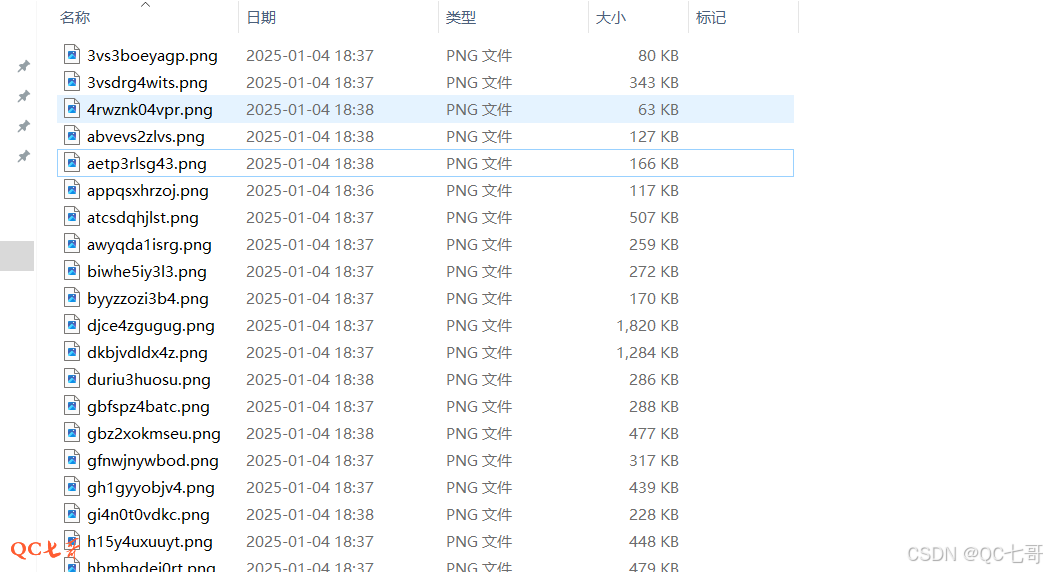 名称 日期 类型 大小 标记
3vs3boeyagp.png 2025-01-04 18:37 PNG 文件 80 KB
3vsdrg4wits.png 2025-01-04 18:37 PNG 文件 343 KB
4rwznk04vpr.png 2025-01-04 18:38 PNG 文件 63 KB
abvevs2zlvs.png 2025-01-04 18:38 PNG 文件 127 KB
aetp3rlsg43.png 2025-01-04 18:38 PNG 文件 166 KB
appqsxhrzoj.png 2025-01-04 18:36 PNG 文件 117 KB
atcsdqhjlst.png 2025-01-04 18:37 PNG 文件 507 KB
awyqda1isrg.png 2025-01-04 18:37 PNG 文件 259 KB
biwhe5iy3l3.png 2025-01-04 18:37 PNG 文件 272 KB
byyzzozi3b4.png 2025-01-04 18:37 PNG 文件 170 KB
djce4zgugug.png 2025-01-04 18:37 PNG 文件 1,820 KB
dkbjvdldx4z.png 2025-01-04 18:37 PNG 文件 1,284 KB
duriu3huosu.png 2025-01-04 18:38 PNG 文件 286 KB
gbfspz4batc.png 2025-01-04 18:37 PNG 文件 288 KB
gbz2xokmseu.png 2025-01-04 18:38 PNG 文件 477 KB
gfnwjnywbod.png 2025-01-04 18:37 PNG 文件 317 KB
gh1gyyobjv4.png 2025-01-04 18:37 PNG 文件 439 KB
gi4n0t0vdkc.png 2025-01-04 18:38 PNG 文件 228 KB
h15y4uxuuyt.png 2025-01-04 18:37 PNG 文件 448 KB
QC七哥
CSDN @QC七哥
hbmhqdei0rt.png 2025-01-04 18:37 PNG 文件 479 KB